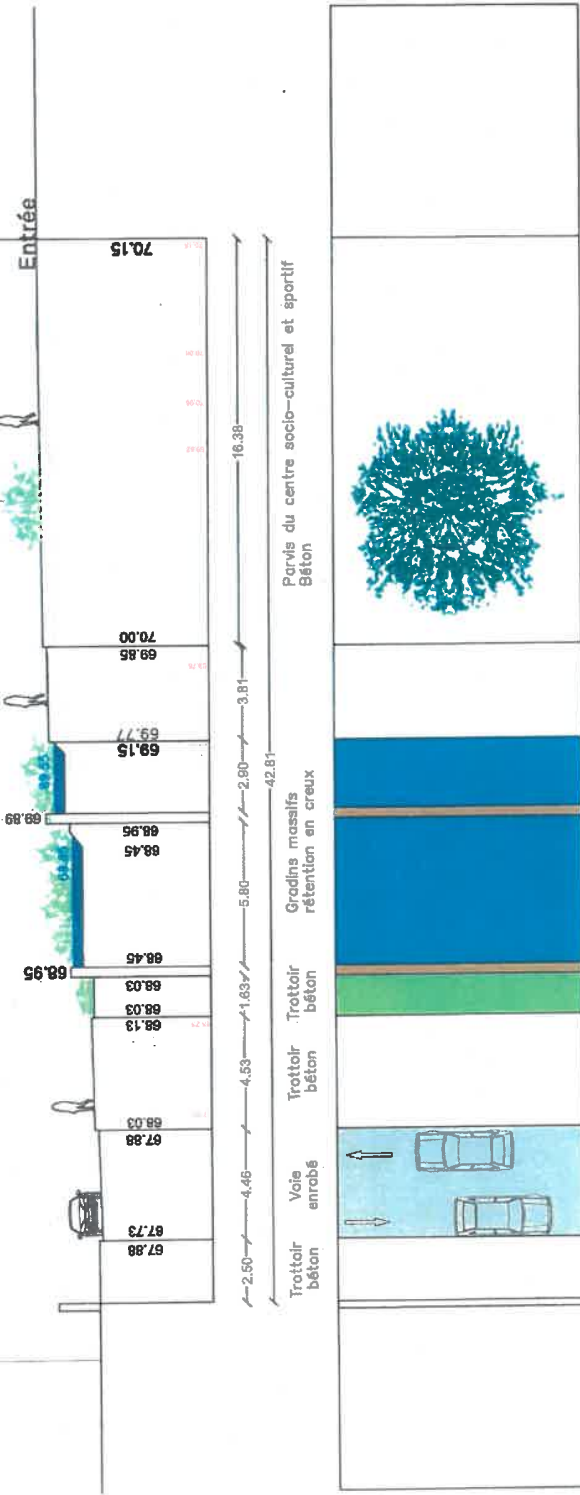 Entrée
70.15
70.00
69.85
69.77
69.15
69.55
69.89
68.96
68.45
68.85
68.45
68.95
68.03
68.03
68.13
68.03
67.88
67.73
67.88
16.38
3.81
2.90
5.80
1.63
4.53
4.46
2.50
42.81
Parvis du centre socio-culturel et sportif
Béton
Gradins massifs
rétention en creux
Trottoir
béton
Trottoir
béton
Voie
enrobé
Trottoir
béton